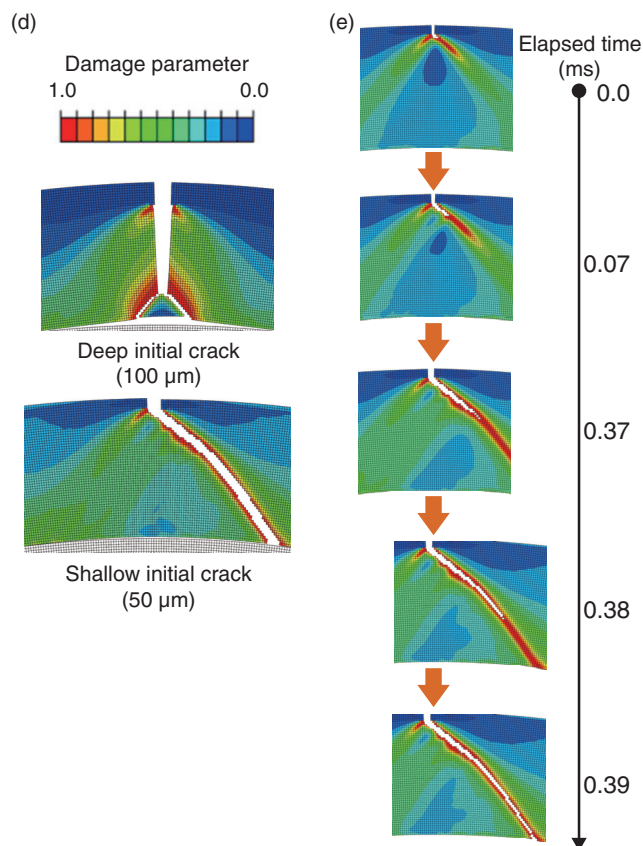 (d)
Damage parameter
1.0 0.0
Deep initial crack
(100 μm)
Shallow initial crack
(50 μm)
(e)
Elapsed time
(ms)
0.0
0.07
0.37
0.38
0.39